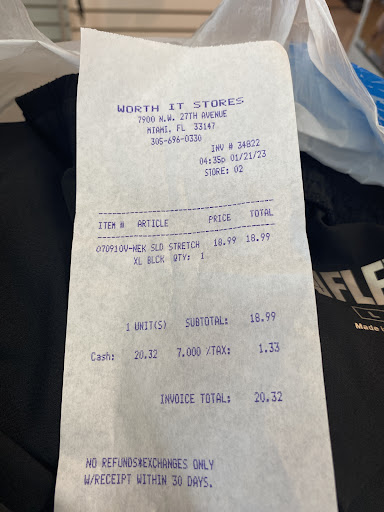 WORTH IT STORES
7900 N.W. 27TH AVENUE
MIAMI, FL 33147
305-696-0330
INV # 34822
04:35p 01/21/23
STORE: 02
ITEM # ARTICLE PRICE TOTAL
070910V-NEK SLD STRETCH 18.99 18.99
XL BLCK QTY: 1
1 UNIT(S) SUBTOTAL: 18.99
Cash: 20.32 7.000 /TAX: 1.33
INVOICE TOTAL: 20.32
NO REFUNDS*EXCHANGES ONLY
W/RECEIPT WITHIN 30 DAYS.
L
Made in